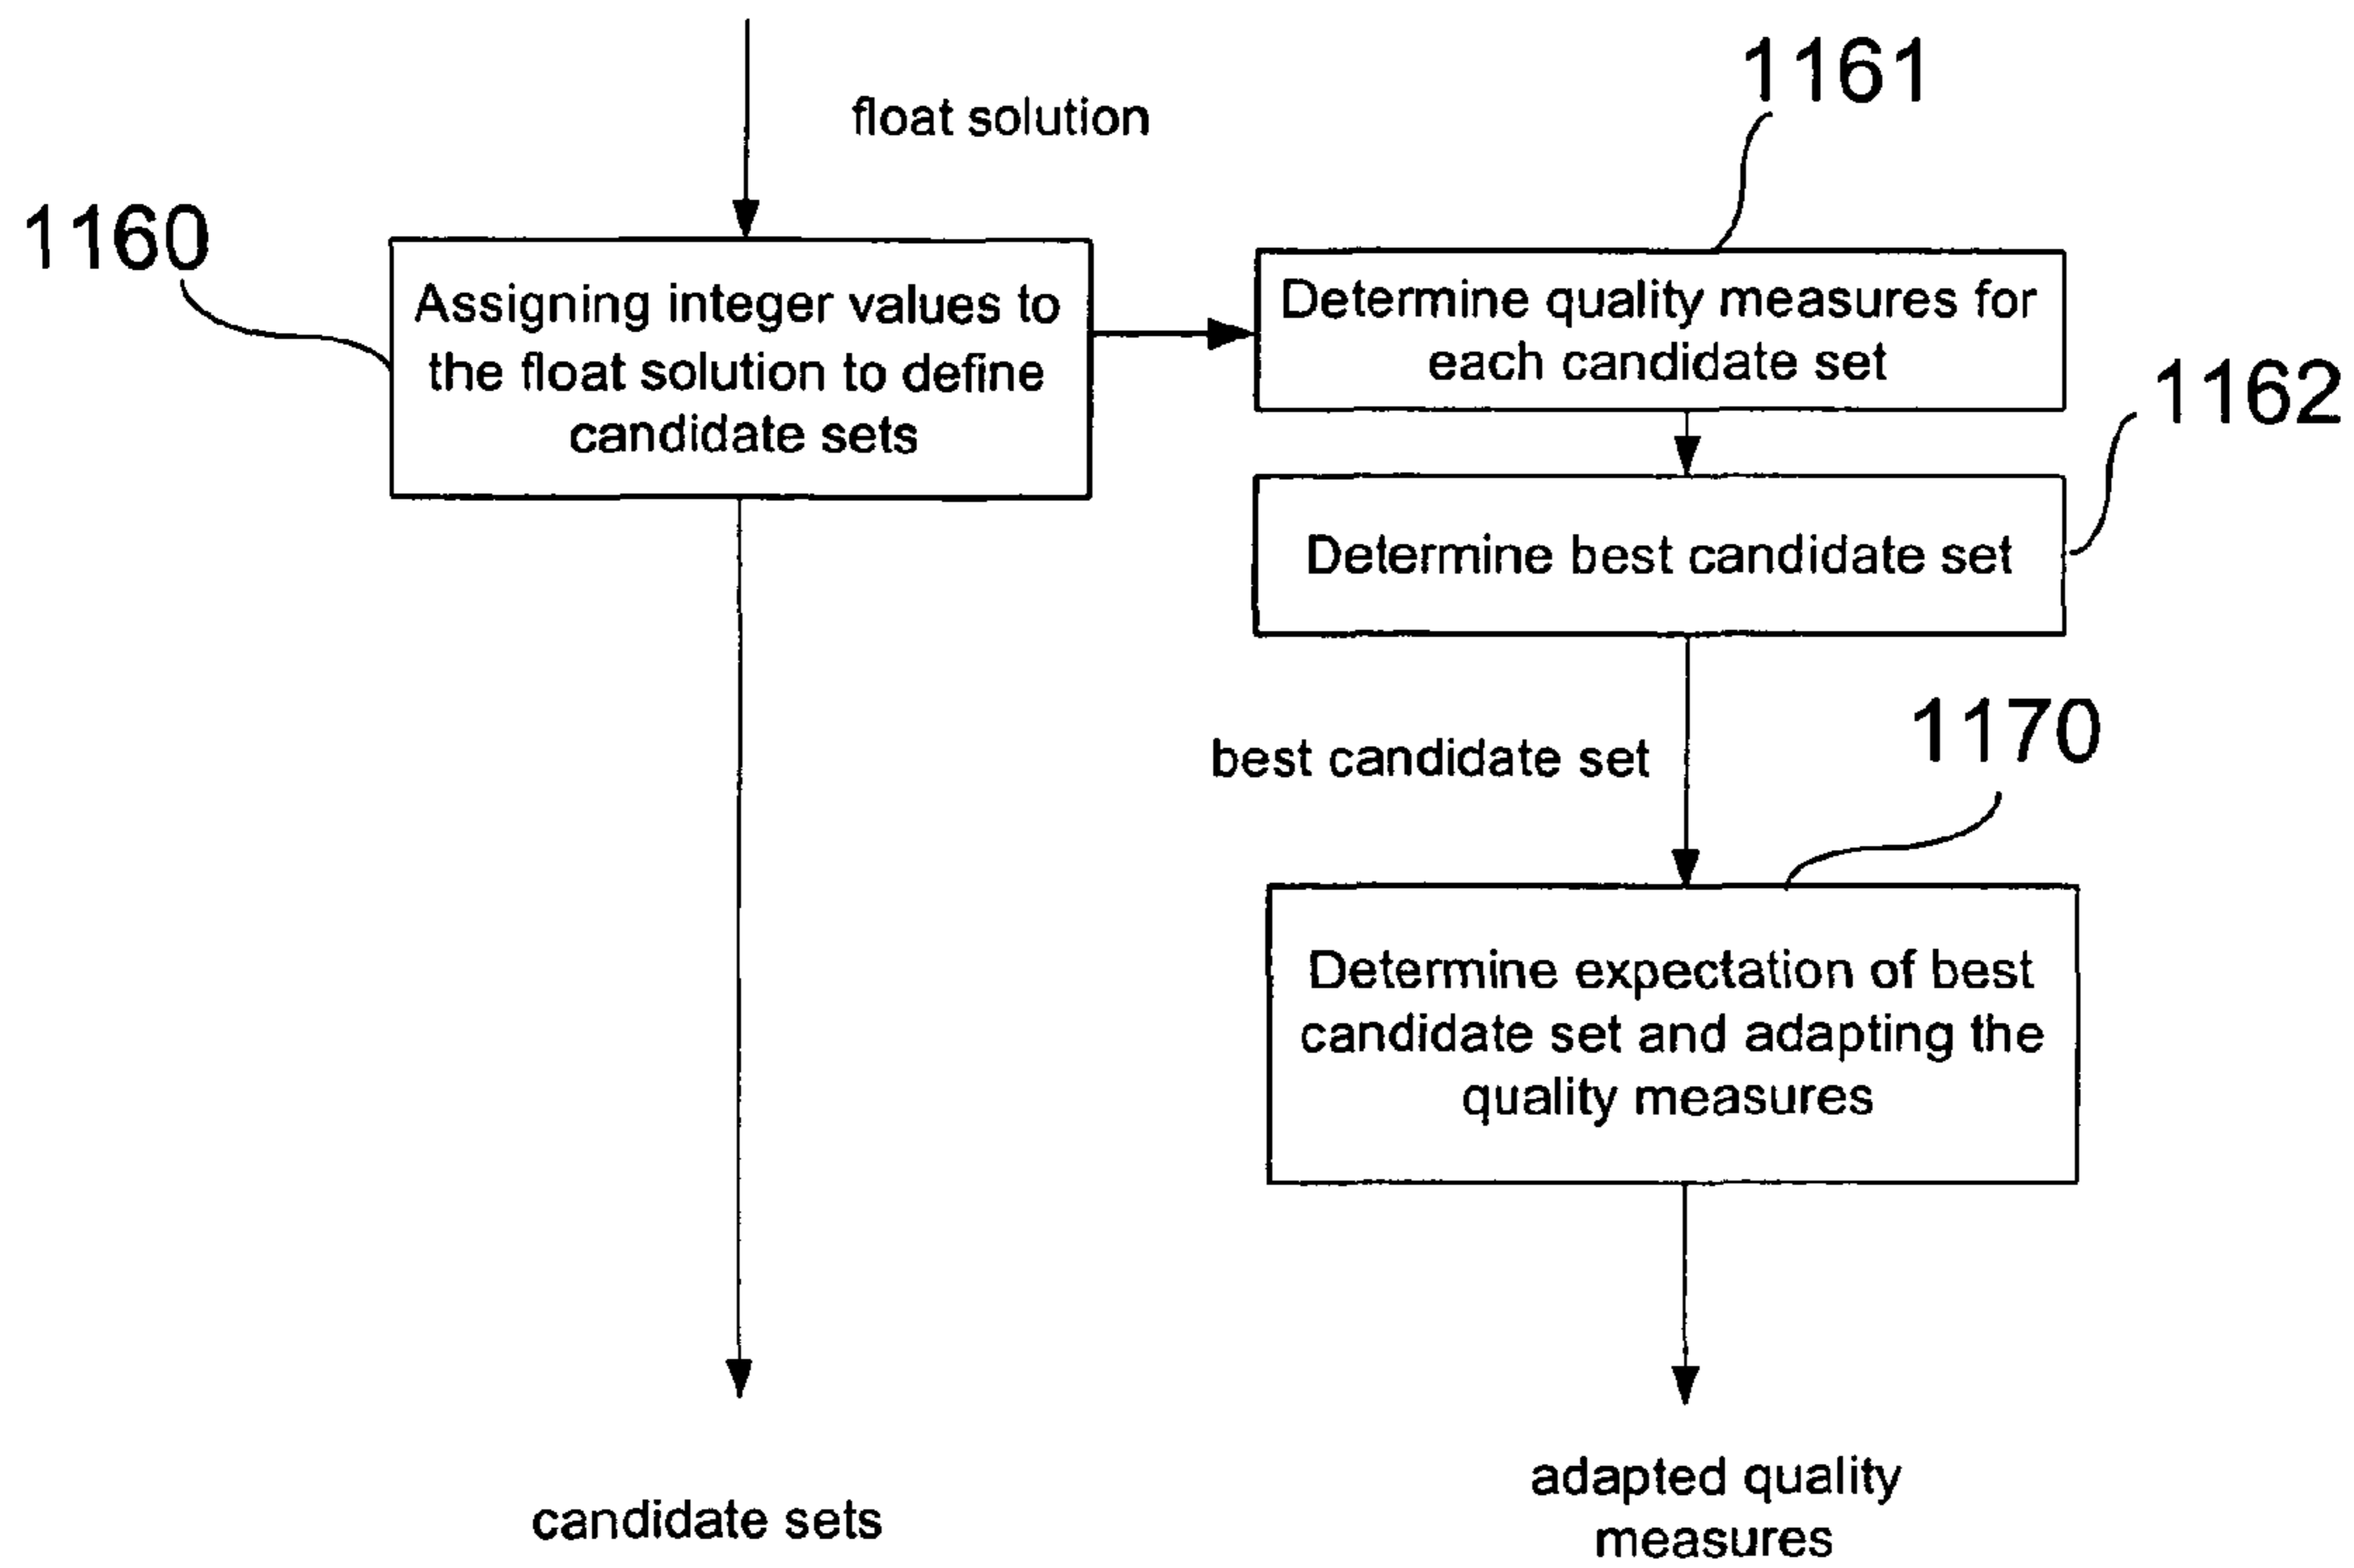 float solution
1160
Assigning integer values to
the float solution to define
candidate sets
1161
Determine quality measures for
each candidate set
1162
Determine best candidate set
best candidate set
1170
Determine expectation of best
candidate set and adapting the
quality measures
candidate sets
adapted quality
measures